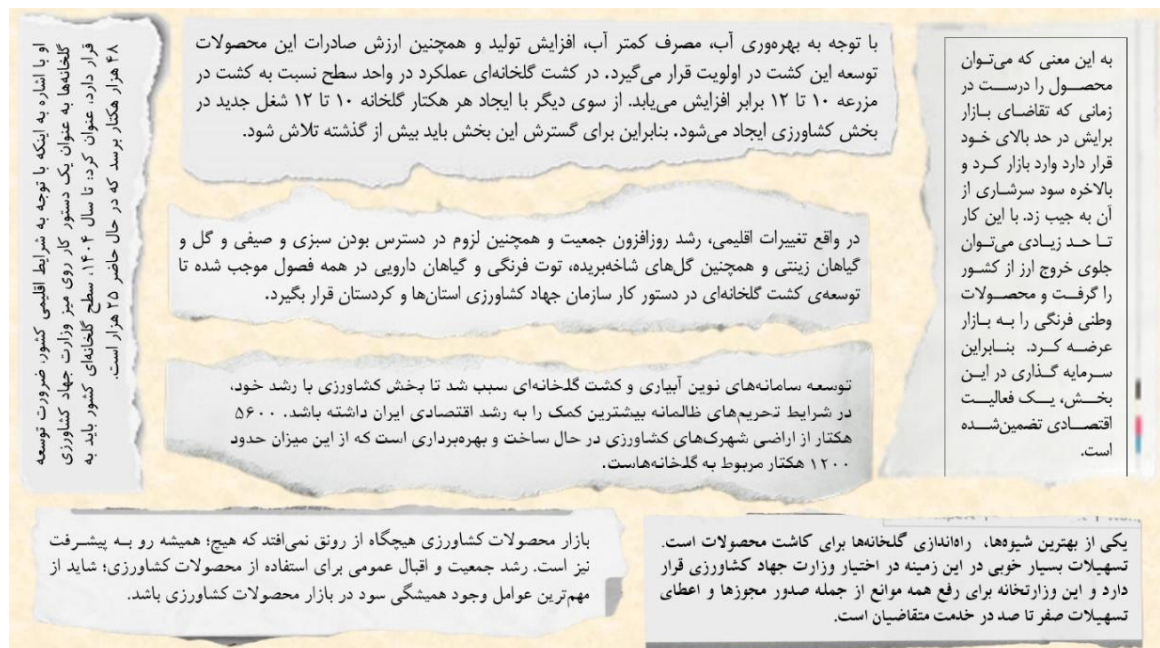 با توجه به بهره‌وری آب، مصرف کمتر آب، افزایش تولید و همچنین ارزش صادرات این محصولات
توسعه این کشت در اولویت قرار می‌گیرد. در کشت گلخانه‌ای عملکرد در واحد سطح نسبت به کشت در
مزرعه ۱۰ تا ۱۲ برابر افزایش می‌یابد. از سوی دیگر با ایجاد هر هکتار گلخانه ۱۰ تا ۱۲ شغل جدید در
بخش کشاورزی ایجاد می‌شود. بنابراین برای گسترش این بخش باید بیش از گذشته تلاش شود.
به این معنی که می‌توان
محصول را درست در
زمانی که تقاضای بازار
برایش در حد بالای خود
قرار دارد وارد بازار کرد و
بالاخره سود سرشاری از
آن به جیب زد. با این کار
تا حد زیادی می‌توان
جلوی خروج ارز از کشور
را گرفت و محصولات
وطنی فرنگی را به بازار
عرضه کرد. بنابراین
سرمایه گذاری در این
بخش، یک فعالیت
اقتصادی تضمین‌شده
است.
او با اشاره به اینکه با توجه به شرایط اقلیمی کشور، ضرورت توسعه
گلخانه‌ها به عنوان یک دستور کار روی میز وزارت جهاد کشاورزی
قرار دارد، عنوان کرد: تا سال ۱۴۰۴، سطح گلخانه‌ای کشور باید به
۴۸ هزار هکتار برسد که در حال حاضر ۲۵ هزار است.
در واقع تغییرات اقلیمی، رشد روزافزون جمعیت و همچنین لزوم در دسترس بودن سبزی و صیفی و گل و
گیاهان زینتی و همچنین گل‌های شاخه‌بریده، توت فرنگی و گیاهان دارویی در همه فصول موجب شده تا
توسعه‌ی کشت گلخانه‌ای در دستور کار سازمان جهاد کشاورزی استان‌ها و کردستان قرار بگیرد.
توسعه سامانه‌های نوین آبیاری و کشت گلخانه‌ای سبب شد تا بخش کشاورزی با رشد خود،
در شرایط تحریم‌های ظالمانه بیشترین کمک را به رشد اقتصادی ایران داشته باشد. ۵۶۰۰
هکتار از اراضی شهرک‌های کشاورزی در حال ساخت و بهره‌برداری است که از این میزان حدود
۱۲۰۰ هکتار مربوط به گلخانه‌هاست.
یکی از بهترین شیوه‌ها، راه‌اندازی گلخانه‌ها برای کاشت محصولات است.
تسهیلات بسیار خوبی در این زمینه در اختیار وزارت جهاد کشاورزی قرار
دارد و این وزارتخانه برای رفع همه موانع از جمله صدور مجوزها و اعطای
تسهیلات صفر تا صد در خدمت متقاضیان است.
بازار محصولات کشاورزی هیچگاه از رونق نمی‌افتد که هیچ؛ همیشه رو به پیشرفت
نیز است. رشد جمعیت و اقبال عمومی برای استفاده از محصولات کشاورزی؛ شاید از
مهم‌ترین عوامل وجود همیشگی سود در بازار محصولات کشاورزی باشد.